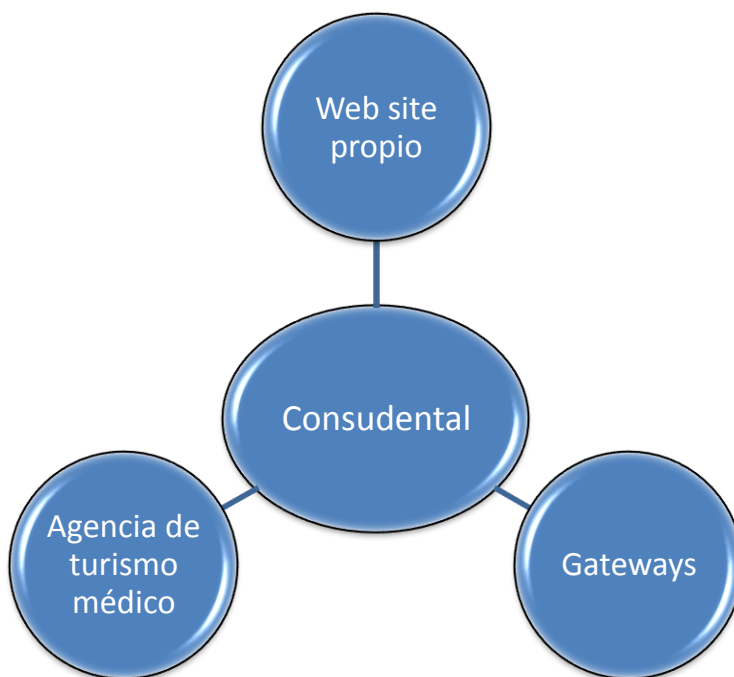 Web site
propio
Consudental
Agencia de
turismo
médico
Gateways